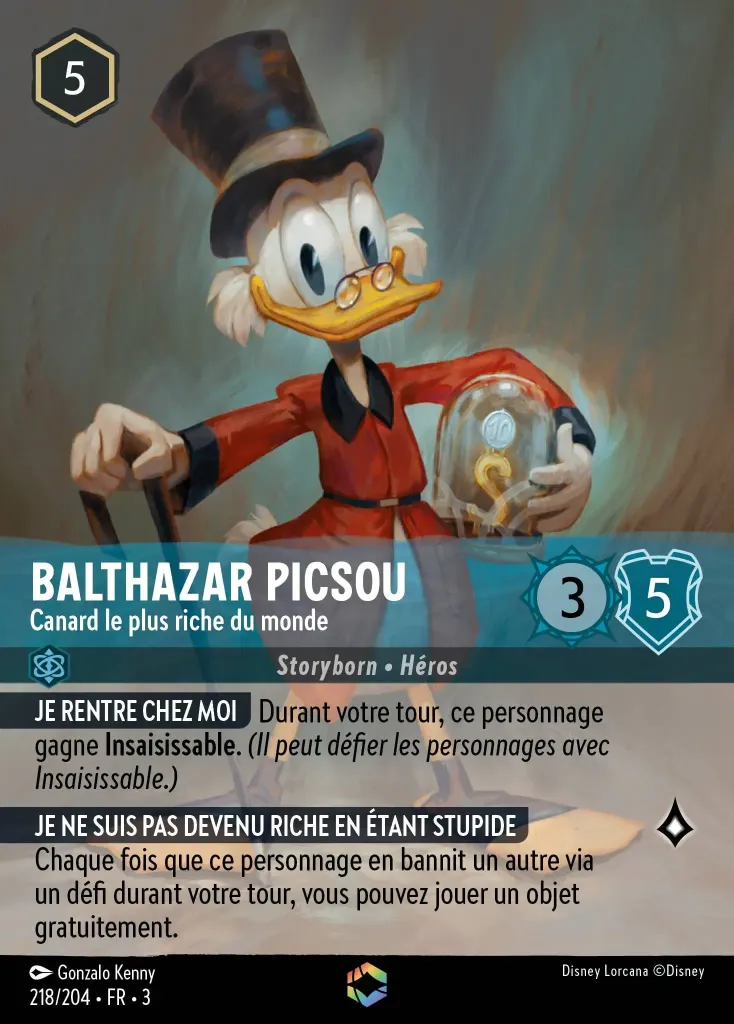 5
10
BALTHAZAR PICSOU
Canard le plus riche du monde
3
5
Storyborn • Héros
JE RENTRE CHEZ MOI Durant votre tour, ce personnage
gagne Insaisissable. (Il peut défier les personnages avec
Insaisissable.)
JE NE SUIS PAS DEVENU RICHE EN ÉTANT STUPIDE
Chaque fois que ce personnage en bannit un autre via
un défi durant votre tour, vous pouvez jouer un objet
gratuitement.
Gonzalo Kenny
Disney Lorcana ©Disney
218/204 • FR • 3